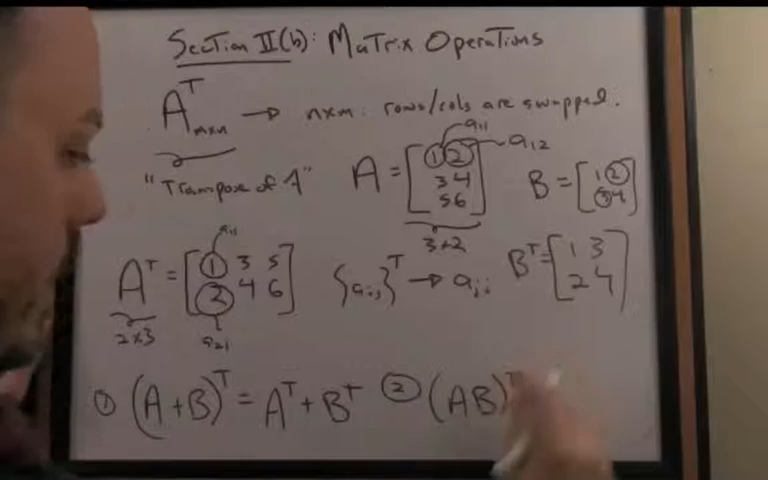 Section II(b): Matrix Operations
A^T mxn → nxm: rows/cols are swapped.
"Transpose of A"
A = [1 2
3 4
5 6]
a11
a12
3×2
B = [1 2
3 4]
A^T = [1 3 5
2 4 6]
a11
a21
2×3
{aij}^T → aji
B^T = [1 3
2 4]
① (A+B)^T = A^T + B^T ② (AB)^T